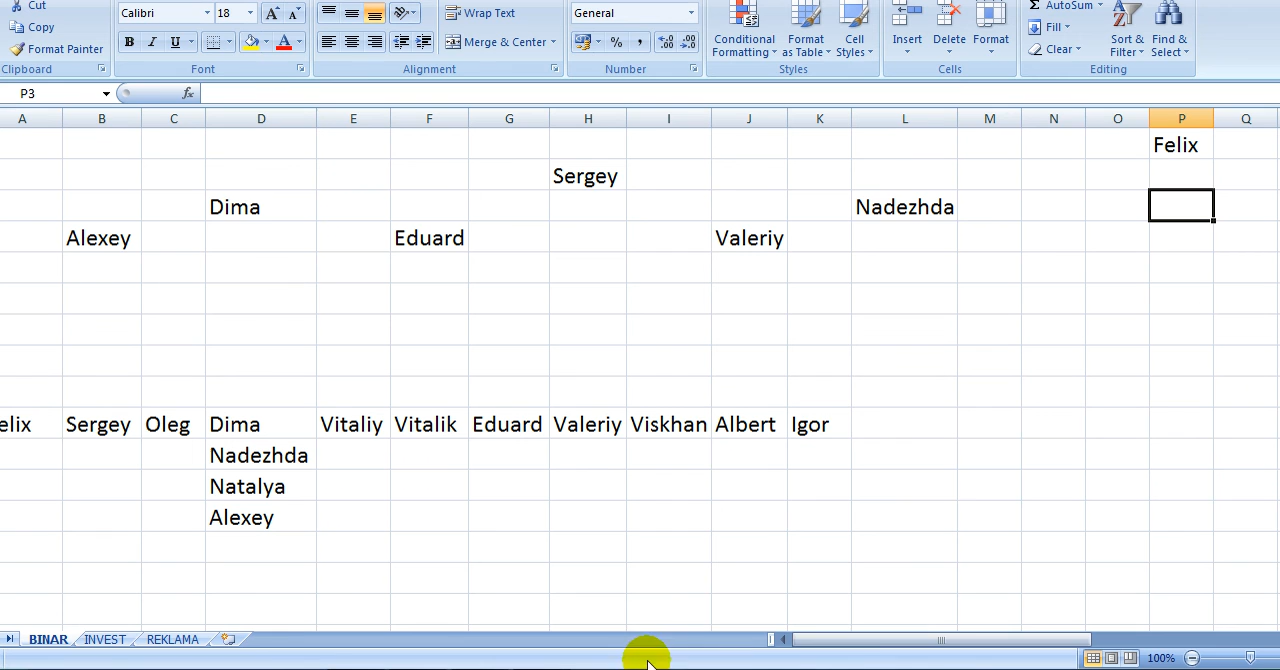 Cut
Copy
Format Painter
Clipboard
Calibri 18 A A
B I U A
Font
Wrap Text
Merge & Center
Alignment
General
% , .00 .0
Number
Conditional Formatting
Format as Table
Cell Styles
Styles
Insert Delete Format
Cells
Σ AutoSum
Fill
Clear
Sort & Filter
Find & Select
Editing
P3 fx
A B C D E F G H I J K L M N O P Q
Felix
Sergey
Dima Nadezhda
Alexey Eduard Valeriy
elix Sergey Oleg Dima Vitaliy Vitalik Eduard Valeriy Viskhan Albert Igor
Nadezhda
Natalya
Alexey
BINAR INVEST REKLAMA
100%